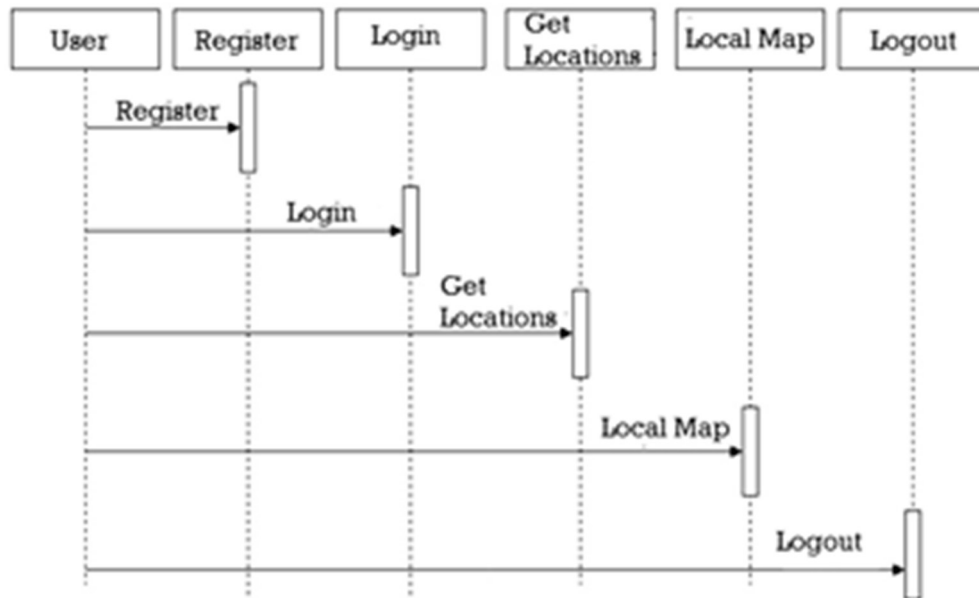 User
Register
Login
Get
Locations
Local Map
Logout
Register
Login
Get
Locations
Local Map
Logout